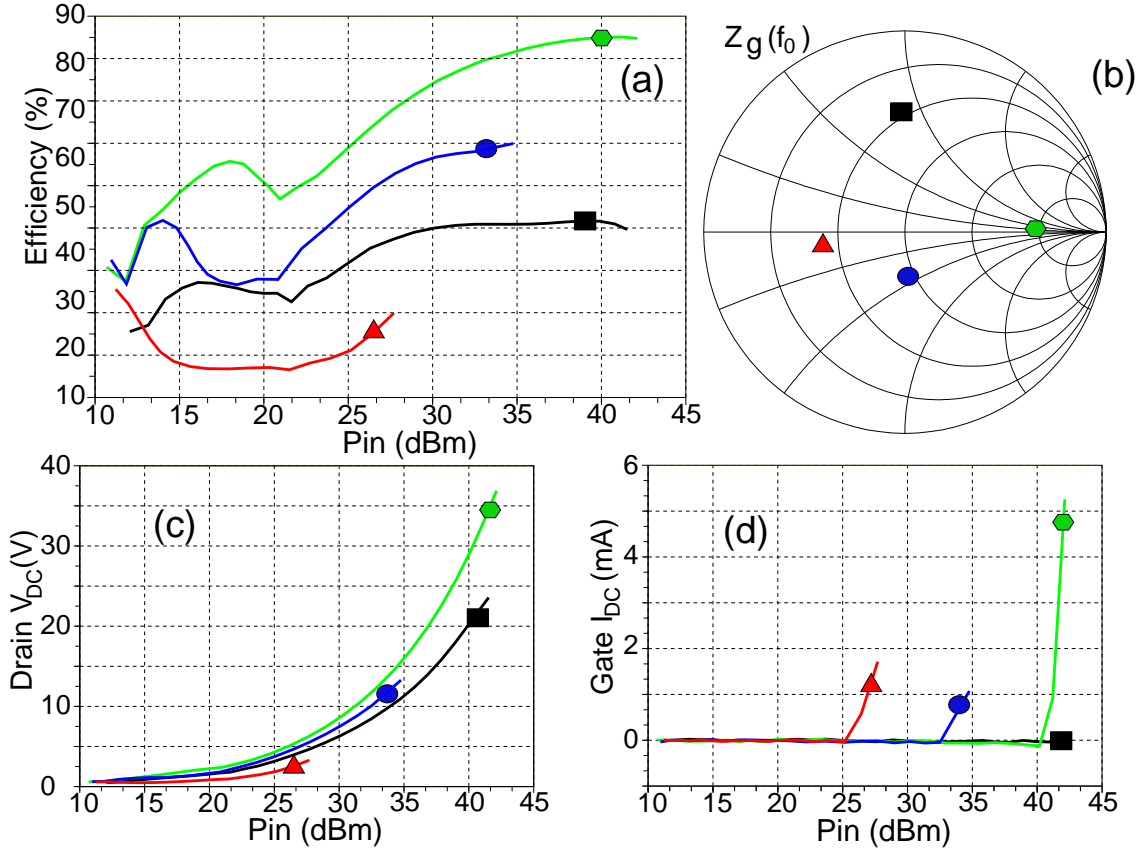 Efficiency (%)
90
80
70
60
50
40
30
20
10
10 15 20 25 30 35 40 45
Pin (dBm)
(a)
Zg(f0)
(b)
Drain VDC(V)
40
30
20
10
0
10 15 20 25 30 35 40 45
Pin (dBm)
(c)
Gate IDC(mA)
6
4
2
0
10 15 20 25 30 35 40 45
Pin (dBm)
(d)